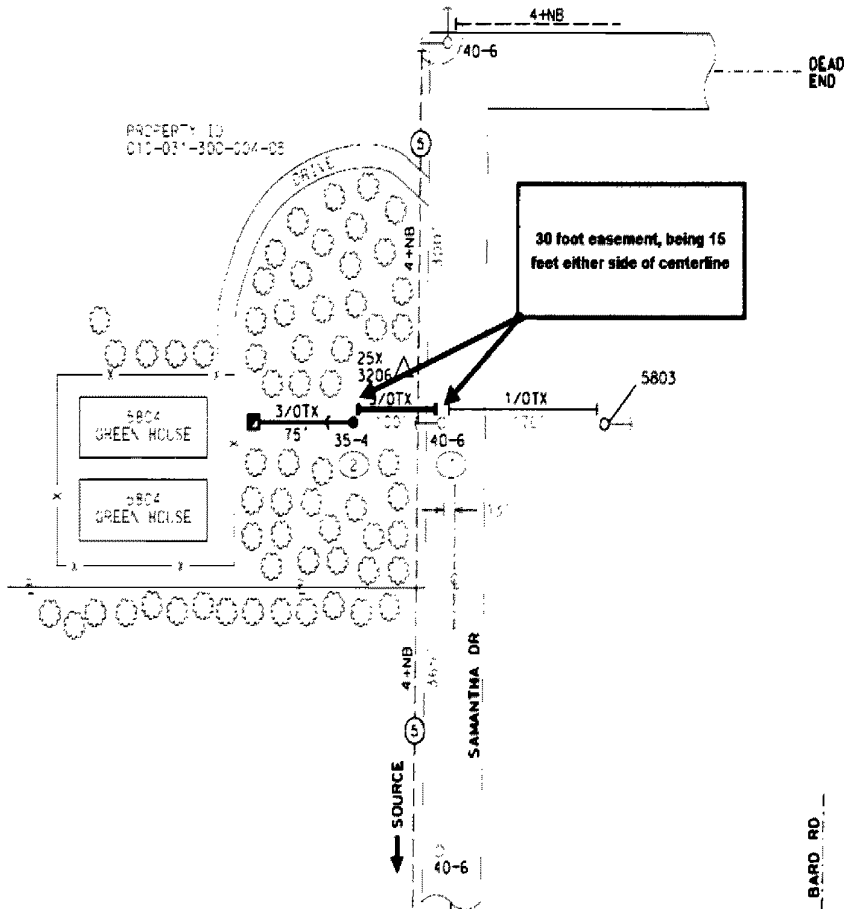 4+NB
40-6
DEAD
END
PROPERTY ID
DRIVE
5
4+NB
30 foot easement, being 15
feet either side of centerline
25X
3206
3/0TX
75'
35-4
2
3/0TX
100'
40-6
1/0TX
5803
5804
GREEN HOUSE
5804
GREEN HOUSE
4+NB
SAMANTHA DR
5
SOURCE
40-6
BARD RD